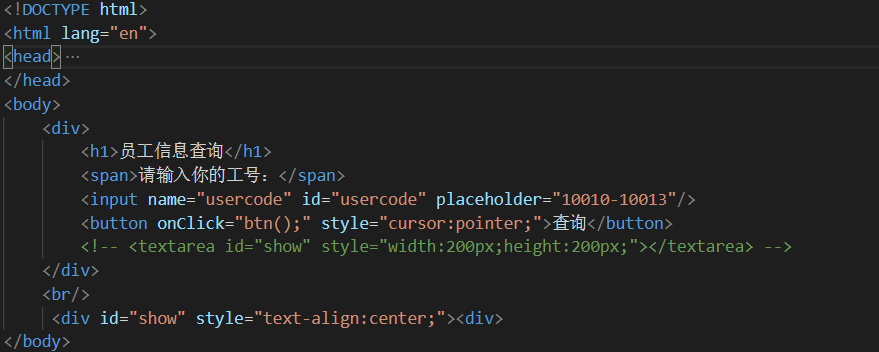 <!DOCTYPE html>
<html lang="en">
<head>…
</head>
<body>
    <div>
        <h1>员工信息查询</h1>
        <span>请输入你的工号：</span>
        <input name="usercode" id="usercode" placeholder="10010-10013"/>
        <button onClick="btn();" style="cursor:pointer;">查询</button>
        <!-- <textarea id="show" style="width:200px;height:200px;"></textarea> -->
    </div>
    <br/>
     <div id="show" style="text-align:center;"><div>
</body>